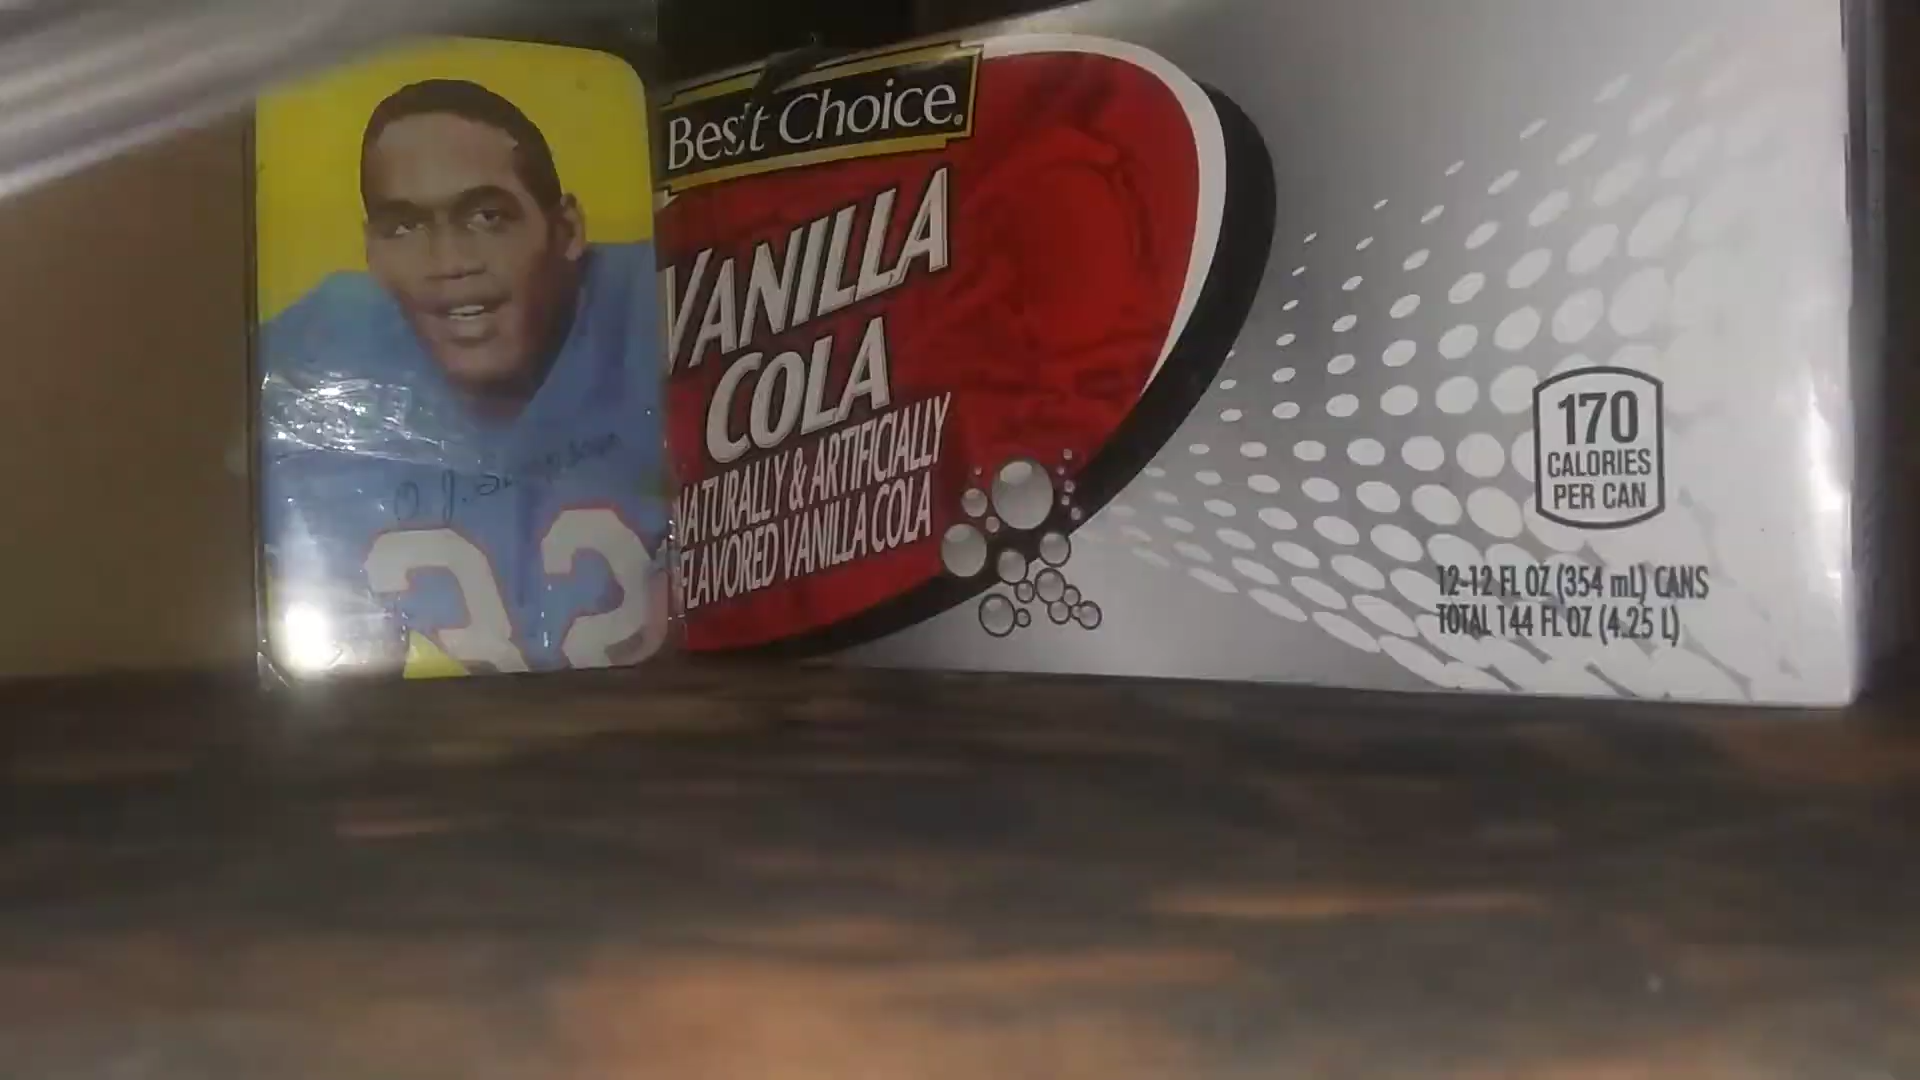 O. J. Simpson
32
Best Choice.
VANILLA
COLA
NATURALLY & ARTIFICIALLY
FLAVORED VANILLA COLA
170
CALORIES
PER CAN
12-12 FL OZ (354 mL) CANS
TOTAL 144 FL OZ (4.25 L)